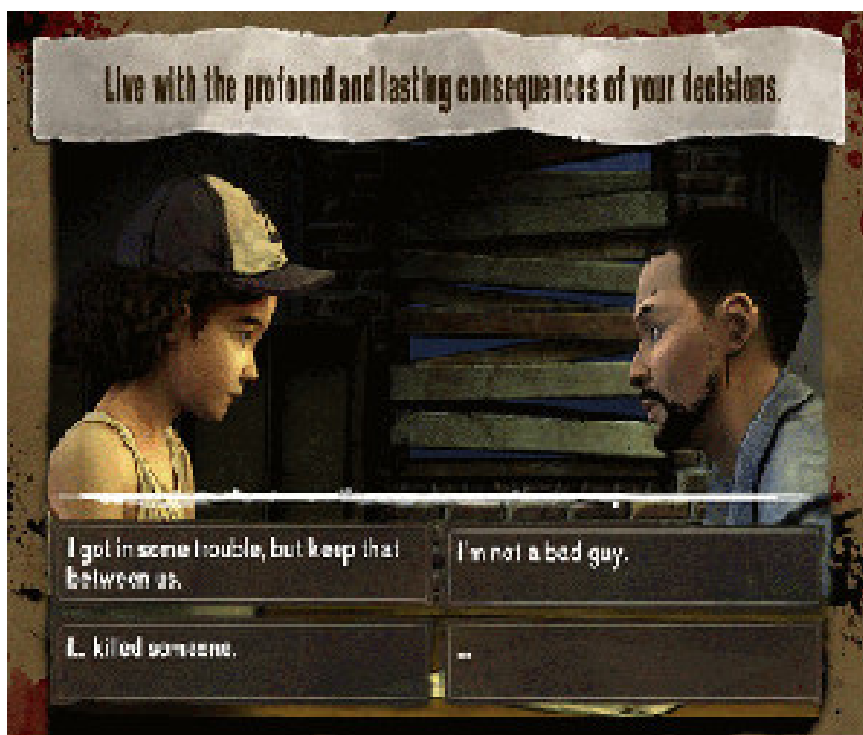 Live with the profound and lasting consequences of your decisions.
I got in some trouble, but keep that
between us.
I'm not a bad guy.
I... killed someone.
...